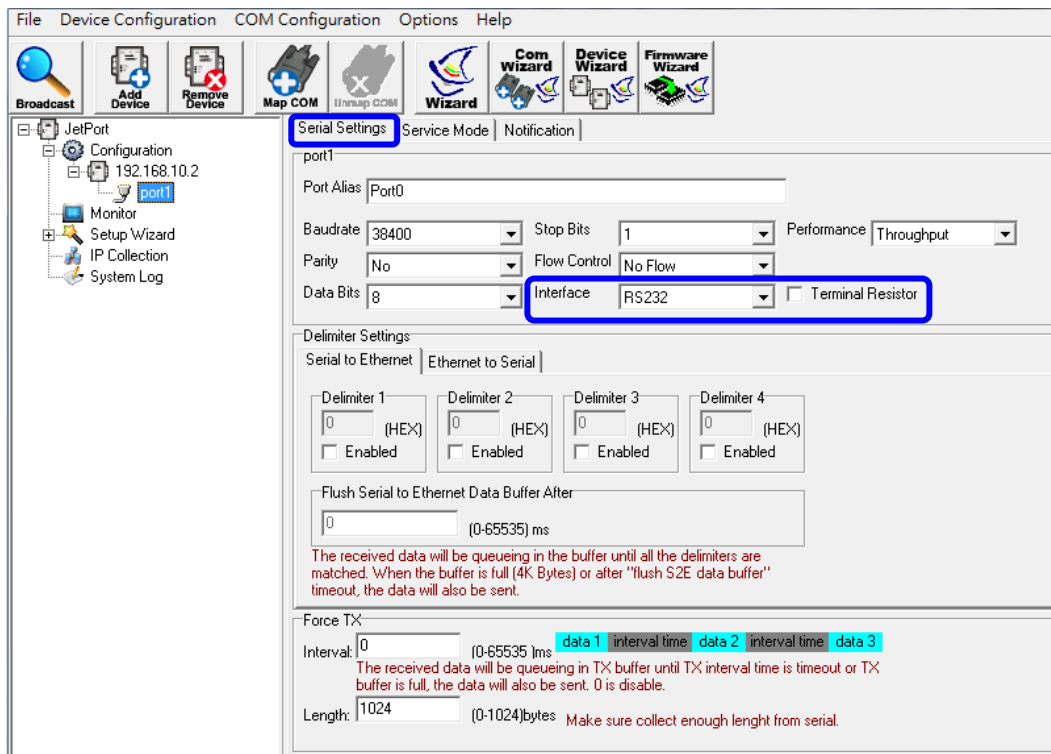 File Device Configuration COM Configuration Options Help
Broadcast
Add Device
Remove Device
Map COM
Unmap COM
Wizard
Com Wizard
Device Wizard
Firmware Wizard
JetPort
Configuration
192.168.10.2
port1
Monitor
Setup Wizard
IP Collection
System Log
Serial Settings Service Mode Notification
port1
Port Alias Port0
Baudrate 38400 Stop Bits 1 Performance Throughput
Parity No Flow Control No Flow
Data Bits 8 Interface RS232 Terminal Resistor
Delimiter Settings
Serial to Ethernet Ethernet to Serial
Delimiter 1 Delimiter 2 Delimiter 3 Delimiter 4
0 (HEX) 0 (HEX) 0 (HEX) 0 (HEX)
Enabled Enabled Enabled Enabled
Flush Serial to Ethernet Data Buffer After
0 (0-65535) ms
The received data will be queueing in the buffer until all the delimiters are
matched. When the buffer is full (4K Bytes) or after "flush S2E data buffer"
timeout, the data will also be sent.
Force TX
Interval: 0 (0-65535 )ms data 1 interval time data 2 interval time data 3
The received data will be queueing in TX buffer until TX interval time is timeout or TX
buffer is full, the data will also be sent. 0 is disable.
Length: 1024 (0-1024)bytes Make sure collect enough lenght from serial.